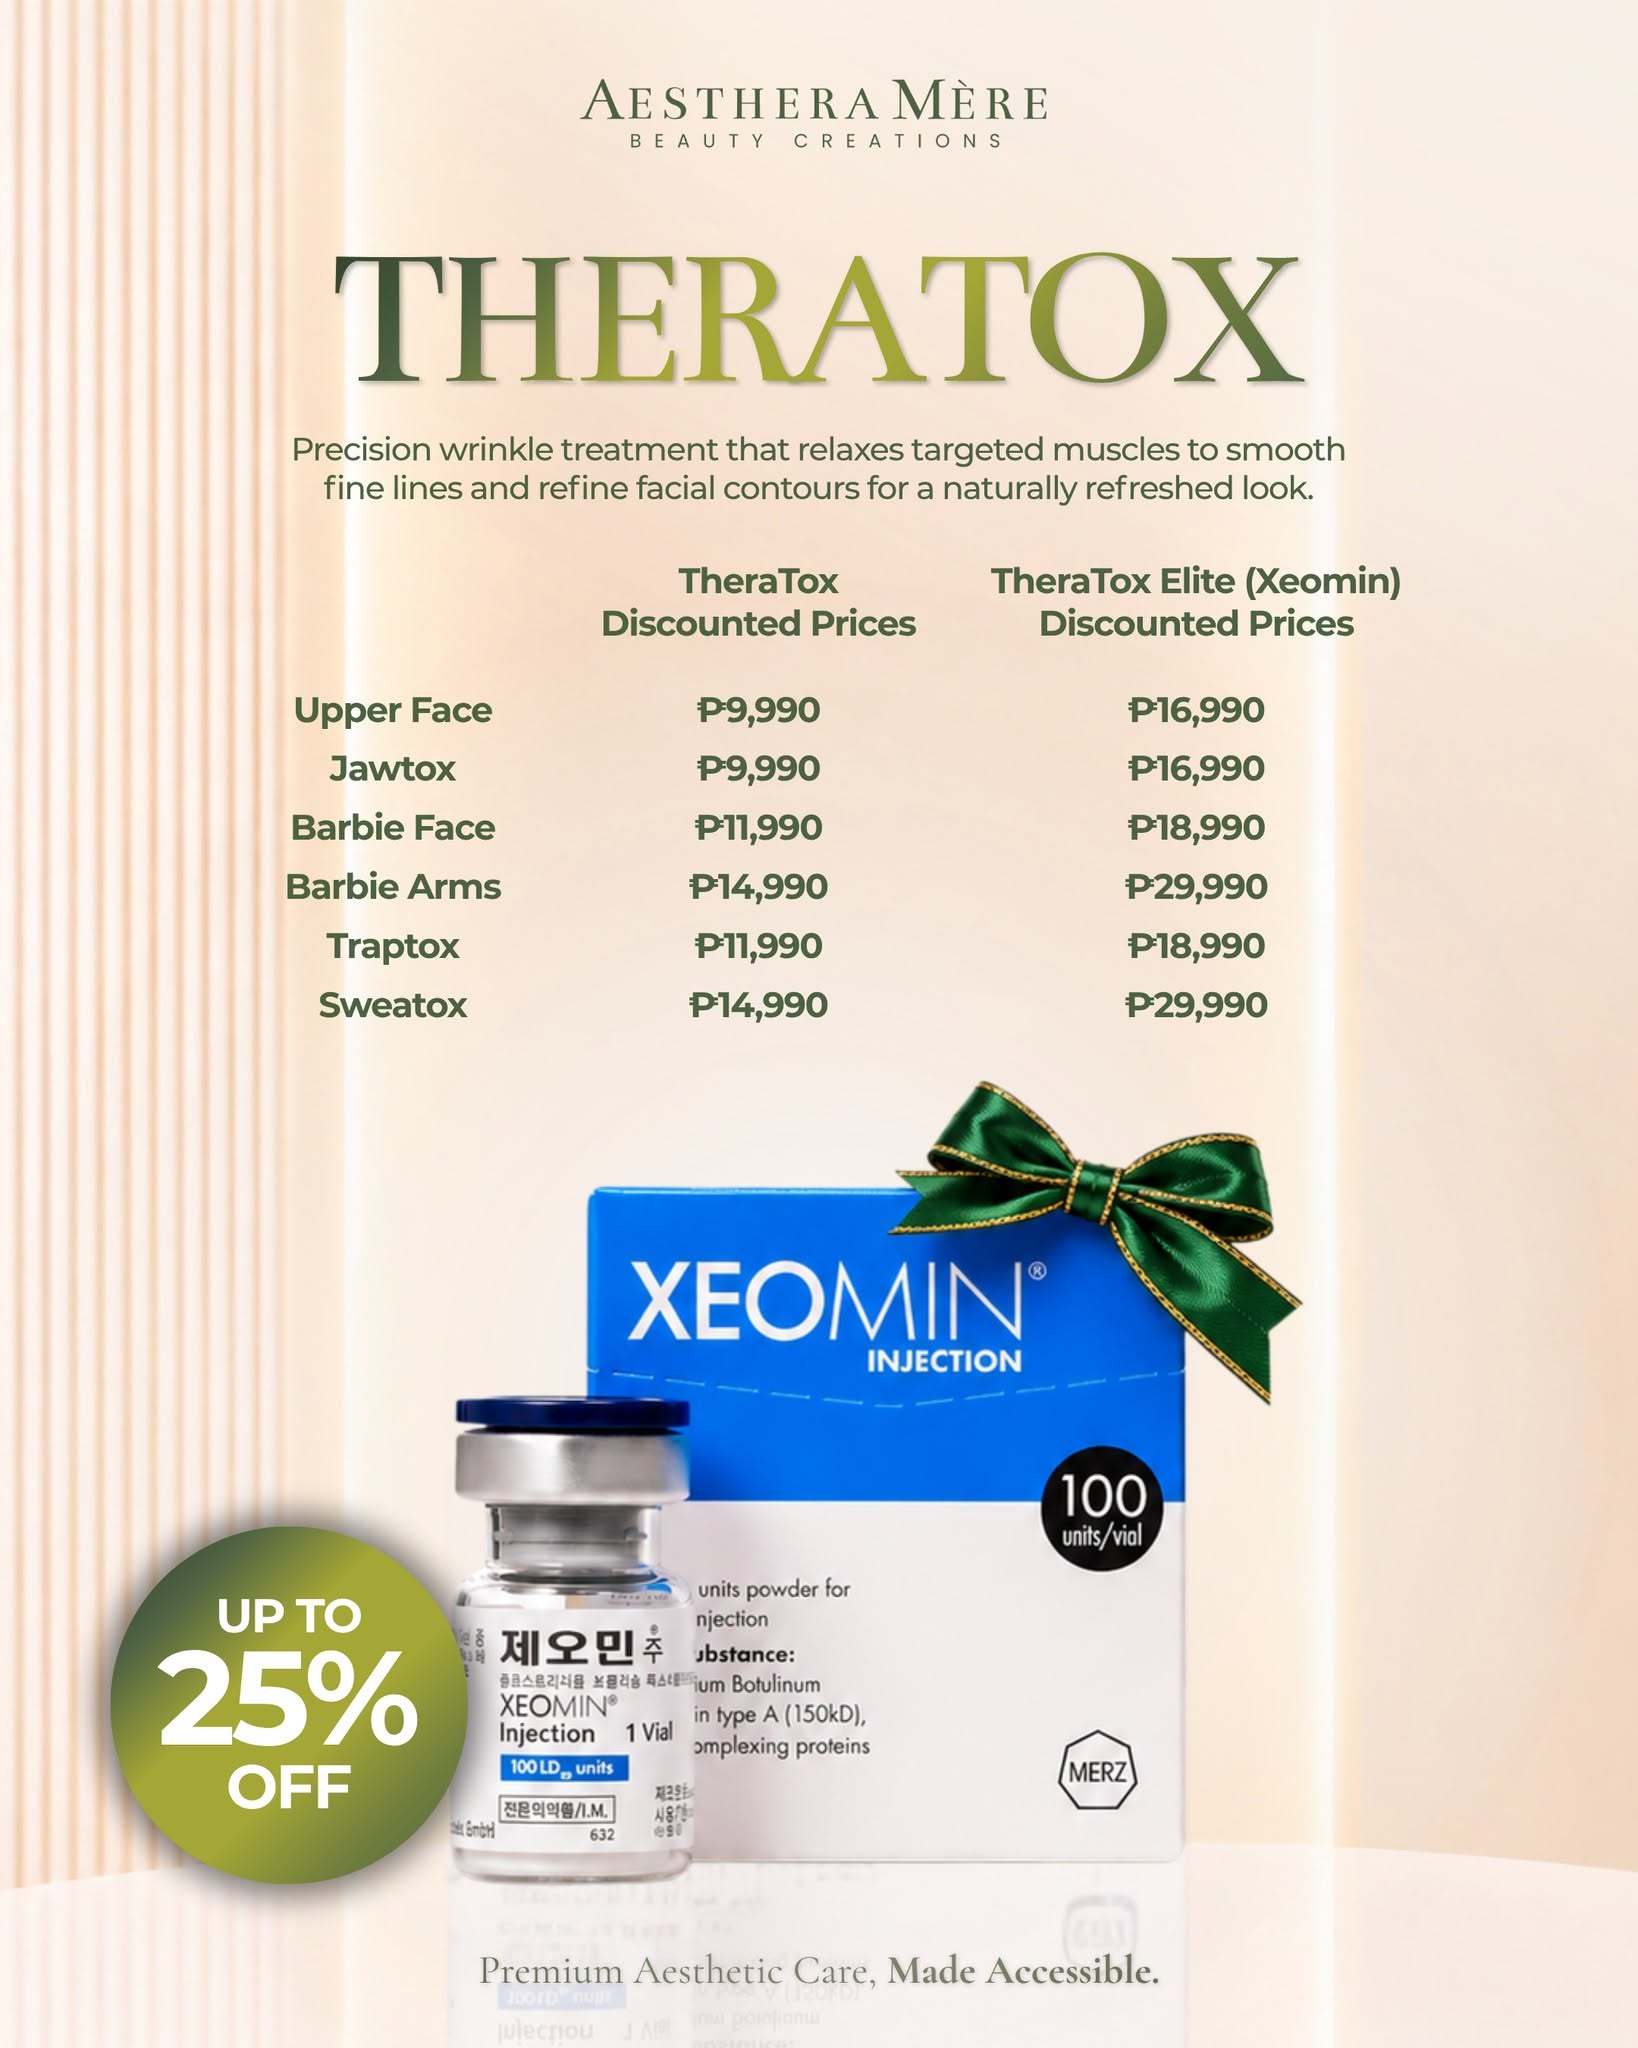 AESTHERA MÈRE
BEAUTY CREATIONS
THERATOX
Precision wrinkle treatment that relaxes targeted muscles to smooth
fine lines and refine facial contours for a naturally refreshed look.
TheraTox Discounted Prices
TheraTox Elite (Xeomin) Discounted Prices
Upper Face ₱9,990 ₱16,990
Jawtox ₱9,990 ₱16,990
Barbie Face ₱11,990 ₱18,990
Barbie Arms ₱14,990 ₱29,990
Traptox ₱11,990 ₱18,990
Sweatox ₱14,990 ₱29,990
XEOMIN®
INJECTION
100
units/vial
units powder for
njection
ubstance:
ium Botulinum
in type A (150kD),
omplexing proteins
MERZ
제오민주®
XEOMIN®
Injection 1 Vial
100 LD units
/I.M.
632
UP TO
25%
OFF
Premium Aesthetic Care, Made Accessible.